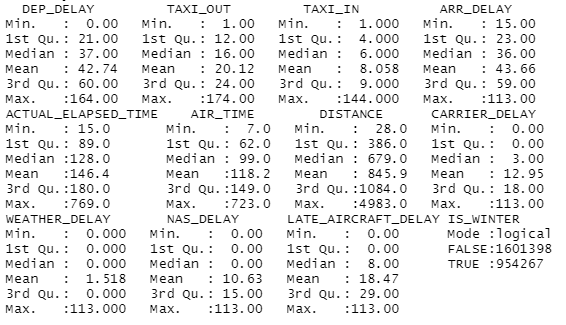 DEP_DELAY TAXI_OUT TAXI_IN ARR_DELAY
Min. : 0.00 Min. : 1.00 Min. : 1.000 Min. : 15.00
1st Qu.: 21.00 1st Qu.: 12.00 1st Qu.: 4.000 1st Qu.: 23.00
Median : 37.00 Median : 16.00 Median : 6.000 Median : 36.00
Mean : 42.74 Mean : 20.12 Mean : 8.058 Mean : 43.66
3rd Qu.: 60.00 3rd Qu.: 24.00 3rd Qu.: 9.000 3rd Qu.: 59.00
Max. :164.00 Max. :174.00 Max. :144.000 Max. :113.00
ACTUAL_ELAPSED_TIME AIR_TIME DISTANCE CARRIER_DELAY
Min. : 15.0 Min. : 7.0 Min. : 28.0 Min. : 0.00
1st Qu.: 89.0 1st Qu.: 62.0 1st Qu.: 386.0 1st Qu.: 0.00
Median :128.0 Median : 99.0 Median : 679.0 Median : 3.00
Mean :146.4 Mean :118.2 Mean : 845.9 Mean : 12.95
3rd Qu.:180.0 3rd Qu.:149.0 3rd Qu.:1084.0 3rd Qu.: 18.00
Max. :769.0 Max. :723.0 Max. :4983.0 Max. :113.00
WEATHER_DELAY NAS_DELAY LATE_AIRCRAFT_DELAY IS_WINTER
Min. : 0.000 Min. : 0.00 Min. : 0.00 Mode :logical
1st Qu.: 0.000 1st Qu.: 0.00 1st Qu.: 0.00 FALSE:1601398
Median : 0.000 Median : 0.00 Median : 8.00 TRUE :954267
Mean : 1.518 Mean : 10.63 Mean : 18.47
3rd Qu.: 0.000 3rd Qu.: 15.00 3rd Qu.: 29.00
Max. :113.000 Max. :113.00 Max. :113.00